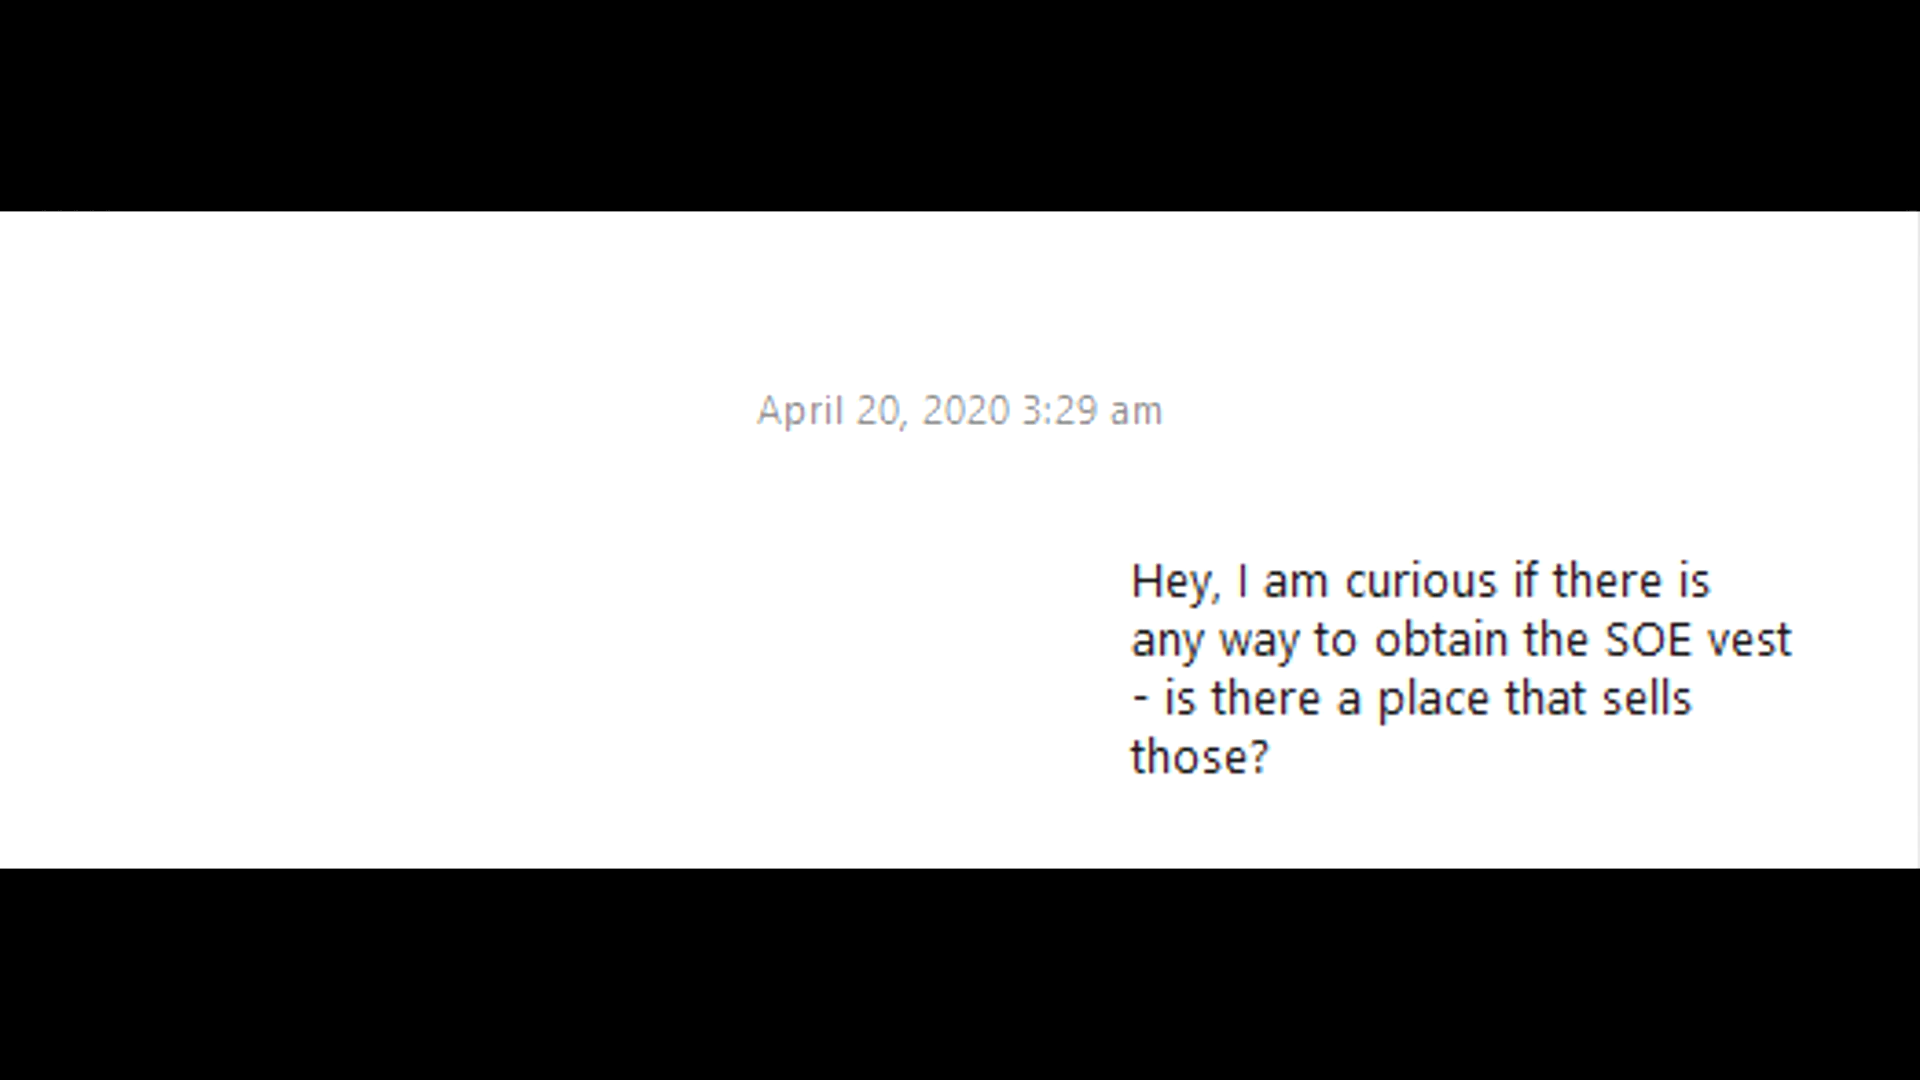 April 20, 2020 3:29 am
Hey, I am curious if there is
any way to obtain the SOE vest
- is there a place that sells
those?